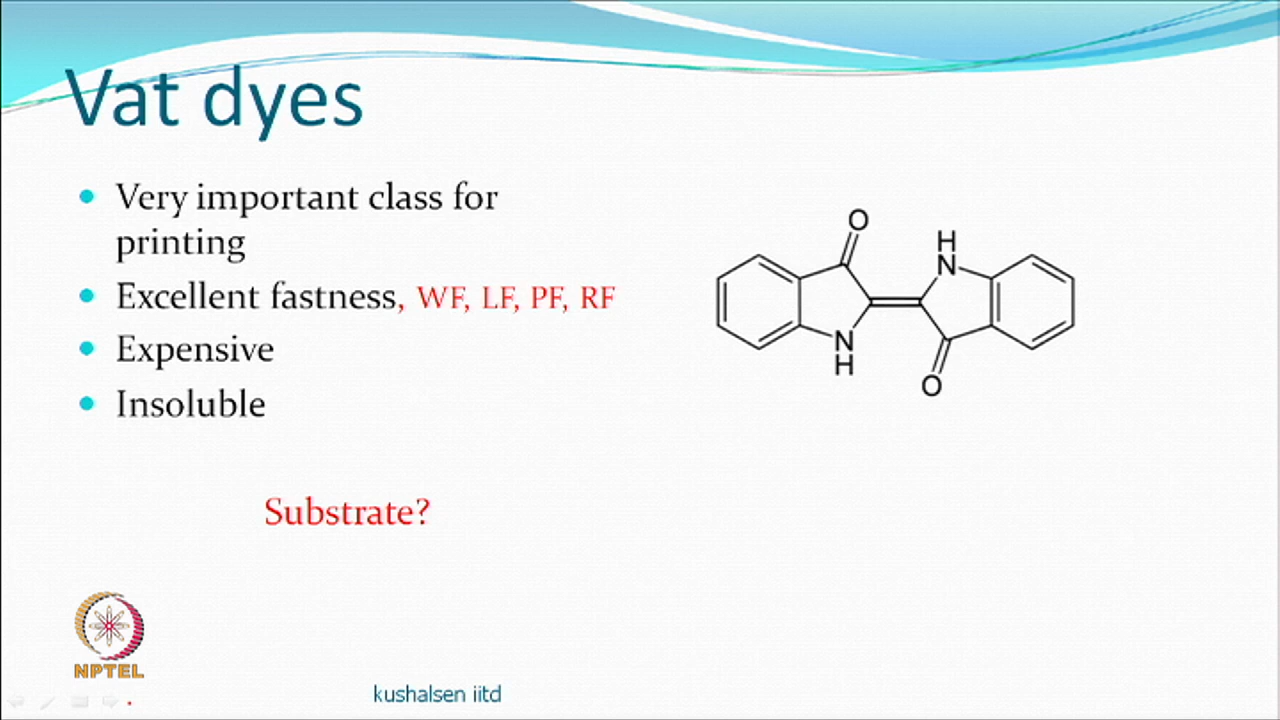 Vat dyes
Very important class for
printing
Excellent fastness, WF, LF, PF, RF
Expensive
Insoluble
Substrate?
O
H
N
N
H
O
NPTEL
kushalsen iitd